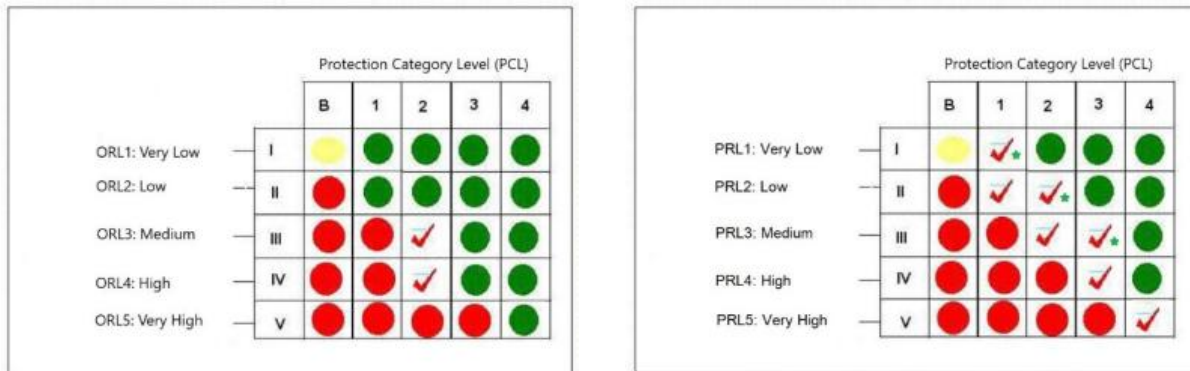 Protection Category Level (PCL)
B 1 2 3 4
ORL1: Very Low I
ORL2: Low II
ORL3: Medium III
ORL4: High IV
ORL5: Very High V
Protection Category Level (PCL)
B 1 2 3 4
PRL1: Very Low I
PRL2: Low II
PRL3: Medium III
PRL4: High IV
PRL5: Very High V